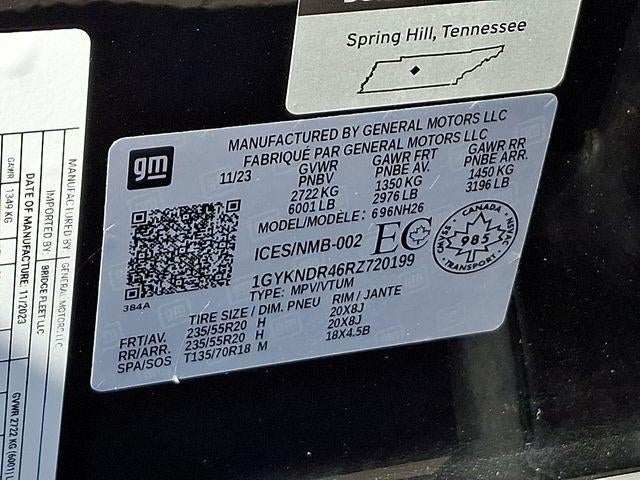 Spring Hill, Tennessee
gm
MANUFACTURED BY GENERAL MOTORS LLC
FABRIQUÉ PAR GENERAL MOTORS LLC
11/23
GVWR
PNBV
2722 KG
6001 LB
GAWR FRT
PNBE AV.
1350 KG
2976 LB
GAWR RR
PNBE ARR.
1450 KG
3196 LB
MODEL/MODÈLE: 696NH26
ICES/NMB-002 EC
CANADA
985
TRANSPORT
1GYKNDR46RZ720199
TYPE: MPV/VTUM
384A
TIRE SIZE / DIM. PNEU RIM / JANTE
FRT/AV. 235/55R20 H 20X8J
RR/ARR. 235/55R20 H 20X8J
SPA/SOS T135/70R18 M 18X4.5B
MANUFACTURED BY: GENERAL MOTORS LLC
IMPORTED BY: BRIDGE FLEET LLC
DATE OF MANUFACTURE: 11/2023
GAWR 1349 KG
GVWR 2722 KG (6001) L